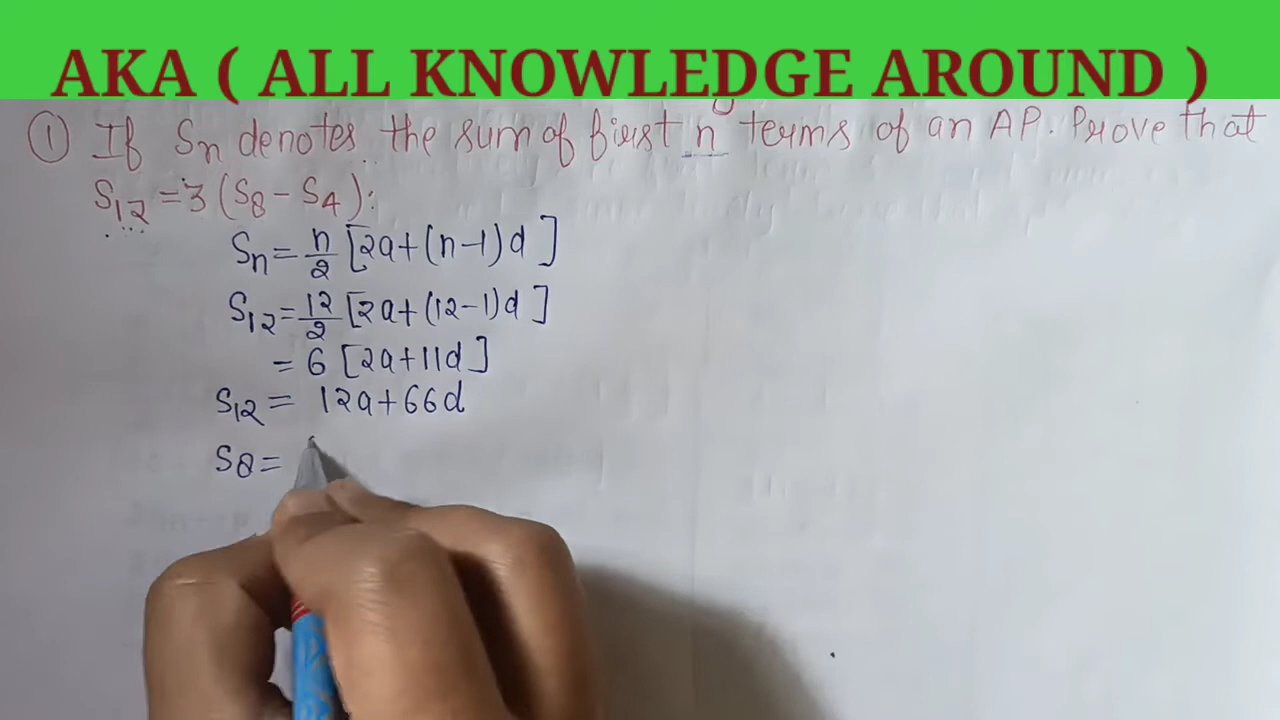 AKA ( ALL KNOWLEDGE AROUND )
① If Sn denotes the sum of first n terms of an AP. Prove that
S₁₂ = 3 (S₈ - S₄):
Sn = n/2 [2a+(n-1)d]
S₁₂ = 12/2 [2a+(12-1)d]
= 6 [2a+11d]
S₁₂ = 12a+66d
S₈ =